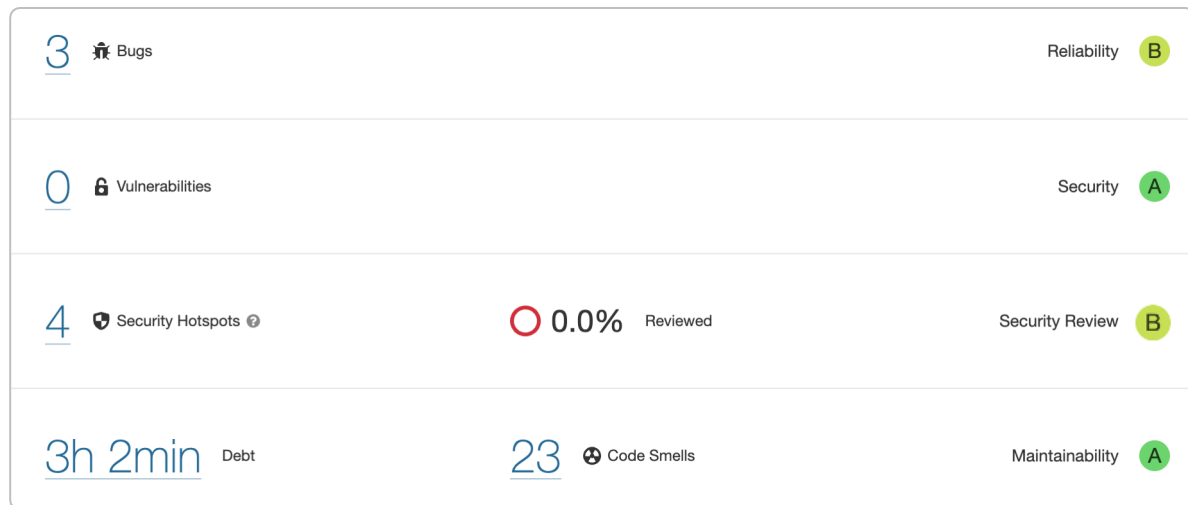 3 Bugs Reliability B
0 Vulnerabilities Security A
4 Security Hotspots ? 0.0% Reviewed Security Review B
3h 2min Debt 23 Code Smells Maintainability A